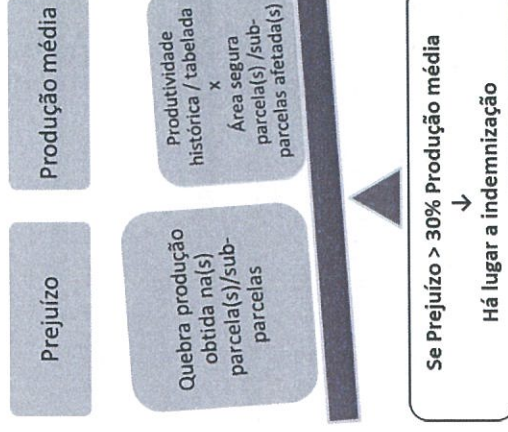 Prejuízo
Produção média
Quebra produção
obtida na(s)
parcela(s)/sub-
parcelas
Produtividade
histórica / tabelada
x
Área segura
parcela(s) /sub-
parcelas afetada(s)
Se Prejuízo > 30% Produção média
↓
Há lugar a indemnização